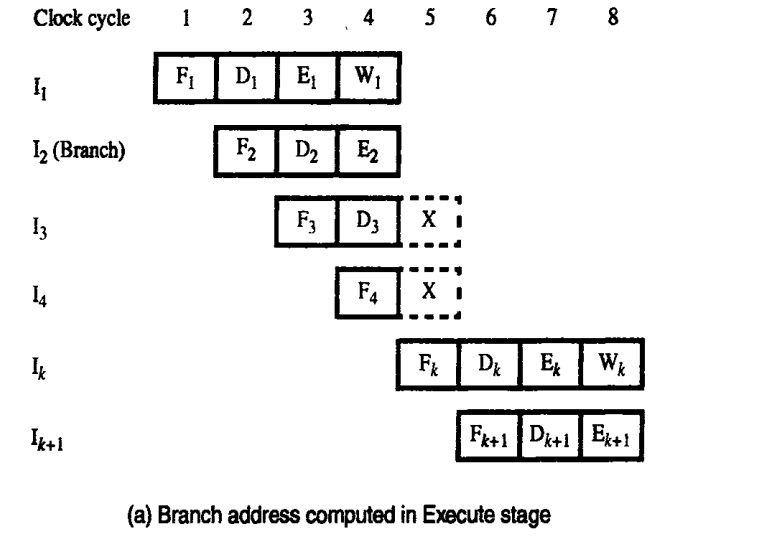 Clock cycle 1 2 3 4 5 6 7 8
I1 F1 D1 E1 W1
I2 (Branch) F2 D2 E2
I3 F3 D3 X
I4 F4 X
Ik Fk Dk Ek Wk
Ik+1 Fk+1 Dk+1 Ek+1
(a) Branch address computed in Execute stage